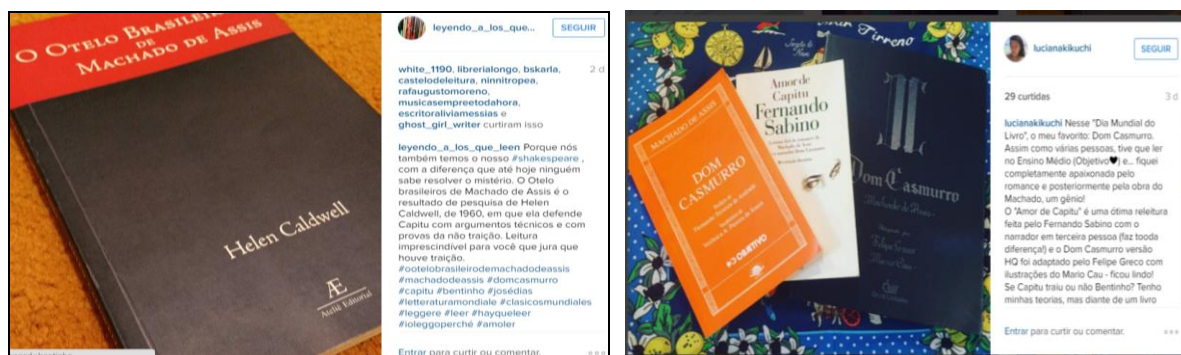 O OTELO BRASILEIRO
DE
MACHADO DE ASSIS
Helen Caldwell
Æ
Ateliê Editorial
leyendo_a_los_que...
SEGUIR
white_1190, librerialongo, bskarla,
2 d
castelodeleitura, ninnitropea,
rafaugustomoreno,
musicasempreetodahora,
escritoraliviamessias e
ghost_girl_writer curtiram isso
leyendo_a_los_que_leen Porque nós
também temos o nosso #shakespeare ,
com a diferença que até hoje ninguém
sabe resolver o mistério. O Otelo
brasileiros de Machado de Assis é o
resultado de pesquisa de Helen
Caldwell, de 1960, em que ela defende
Capitu com argumentos técnicos e com
provas da não traição. Leitura
imprescindível para você que jura que
houve traição.
#ootelobrasileirodemachadodeassis
#machadodeassis #domcasmurro
#capitu #bentinho #josédias
#letteraturamondiale #clasicosmundiales
#leggere #leer #hayqueleer
#ioleggoperché #amoler
Entrar para curtir ou comentar.
Tirreno
MACHADO DE ASSIS
DOM
CASMURRO
OBJETIVO
Amor de
Capitu
Fernando
Sabino
Dom Casmurro
Machado de Assis
Felipe Greco
lucianakikuchi
SEGUIR
29 curtidas
3 d
lucianakikuchi Nesse "Dia Mundial do
Livro", o meu favorito: Dom Casmurro.
Assim como várias pessoas, tive que ler
no Ensino Médio (Objetivo♥) e... fiquei
completamente apaixonada pelo
romance e posteriormente pela obra do
Machado, um gênio!
O "Amor de Capitu" é uma ótima releitura
feita pelo Fernando Sabino com o
narrador em terceira pessoa (faz tooda
diferença!) e o Dom Casmurro versão
HQ foi adaptado pelo Felipe Greco com
ilustrações do Mario Cau - ficou lindo!
Se Capitu traiu ou não Bentinho? Tenho
minhas teorias, mas diante de um livro
Entrar para curtir ou comentar.